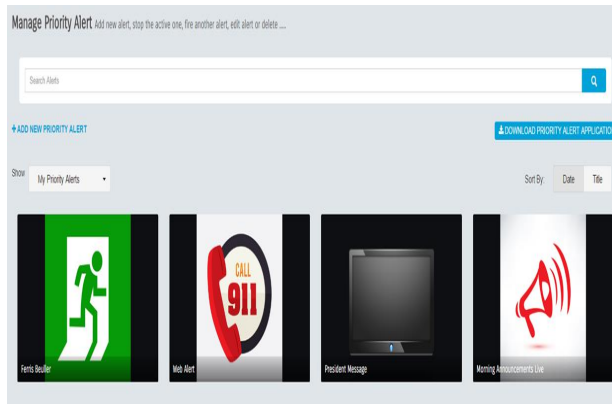 Manage Priority Alert Add new alert, stop the active one, fire another alert, edit alert or delete ....
Search Alerts
+ ADD NEW PRIORITY ALERT
DOWNLOAD PRIORITY ALERT APPLICATION
Show
My Priority Alerts
Sort By:
Date
Title
CALL
911
Ferris Beuller
Web Alert
President Message
Morning Announcements Live